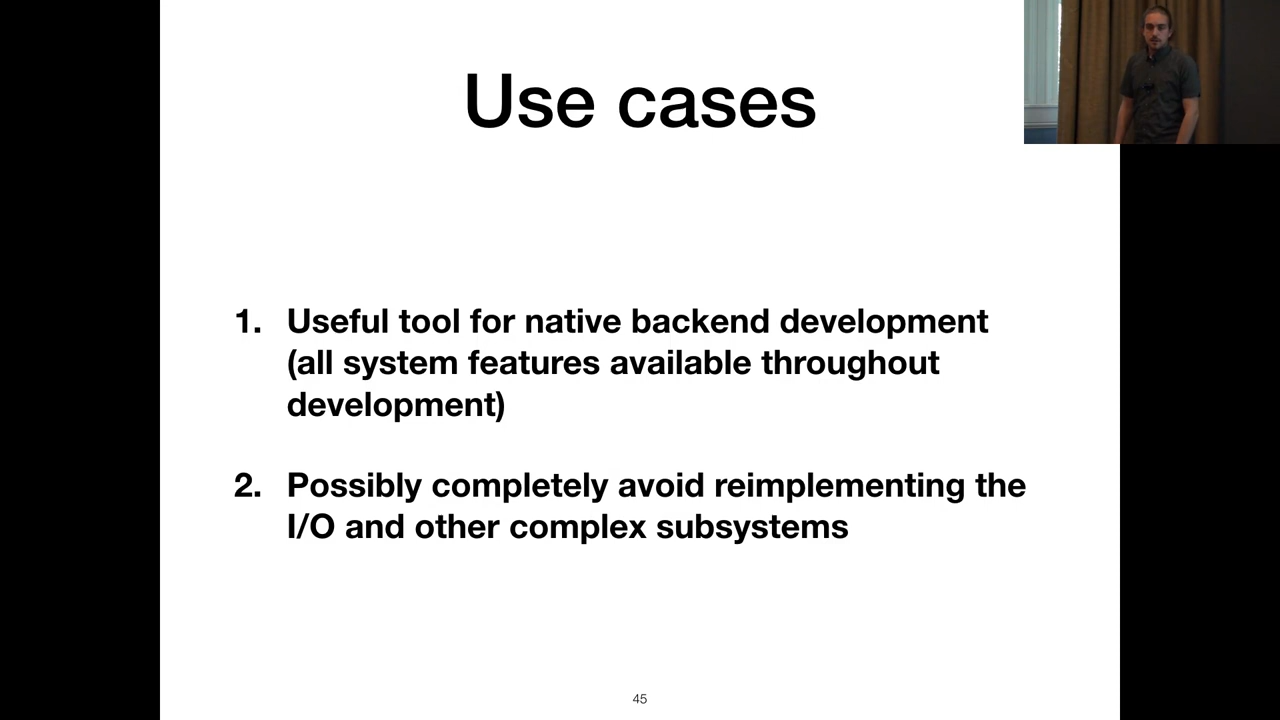 Use cases
1. Useful tool for native backend development
(all system features available throughout
development)
2. Possibly completely avoid reimplementing the
I/O and other complex subsystems
45